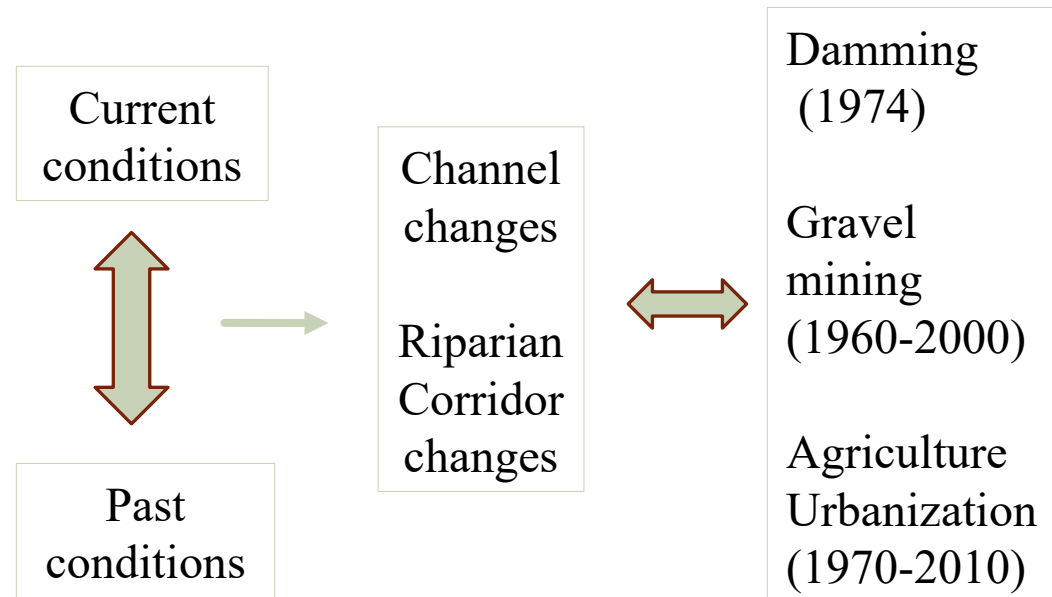 Current
conditions
Past
conditions
Channel
changes
Riparian
Corridor
changes
Damming
(1974)
Gravel
mining
(1960-2000)
Agriculture
Urbanization
(1970-2010)